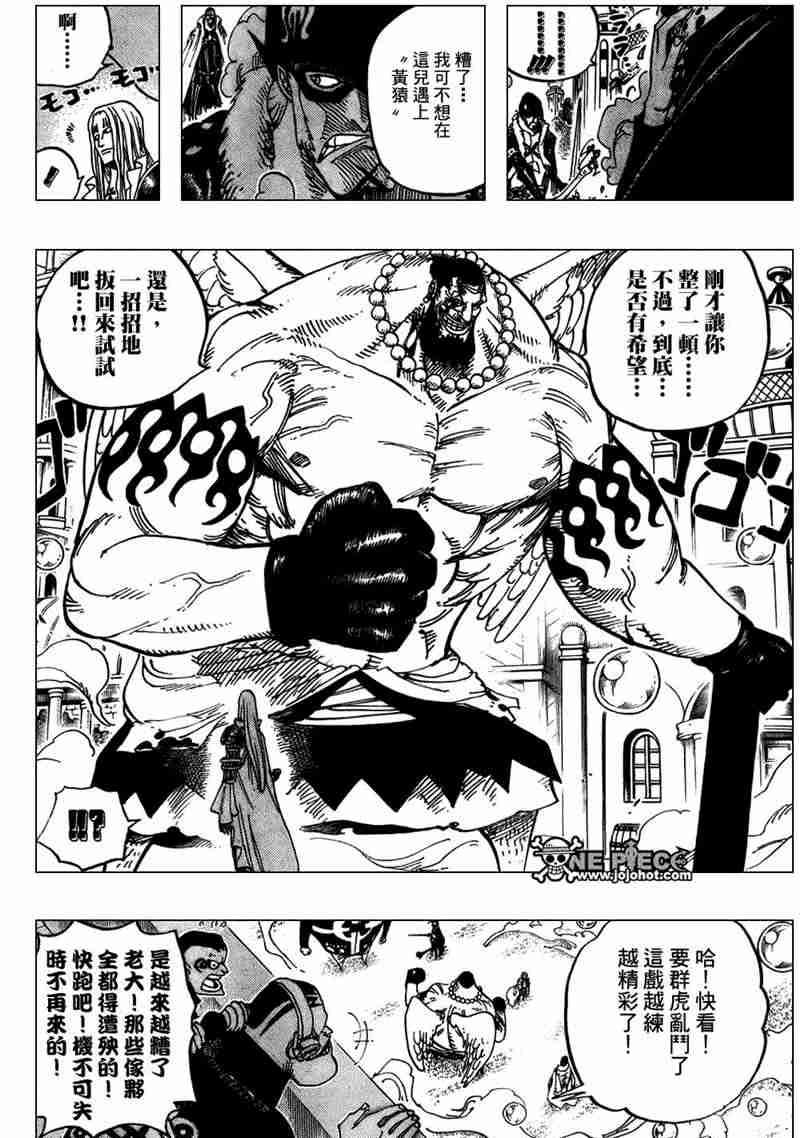 !!!
糟了…
我可不想在
這兒遇上
“黃猿”
啊……
モコ
モコ
剛才讓你
整了一頓……
不過，到底…
是否有希望…
還是，
一招招地
扳回來試試
吧…!!
ゴゴゴゴ
ゴ
!!?
ONE PIECE
www.jojohot.com
哈！快看！
要群虎亂鬥了
這戲越練
越精彩了！
是越來越糟了
老大！那些傢夥
全都得遭殃的！
快跑吧！機不可失
時不再來的！